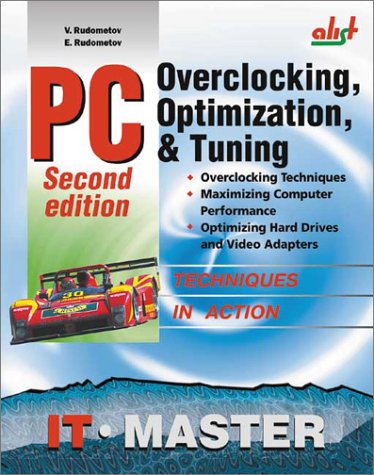 V. Rudometov
E. Rudometov
alist
PC
Overclocking,
Optimization,
& Tuning
Second
edition
• Overclocking Techniques
• Maximizing Computer
Performance
• Optimizing Hard Drives
and Video Adapters
TECHNIQUES
IN ACTION
30
IT • MASTER